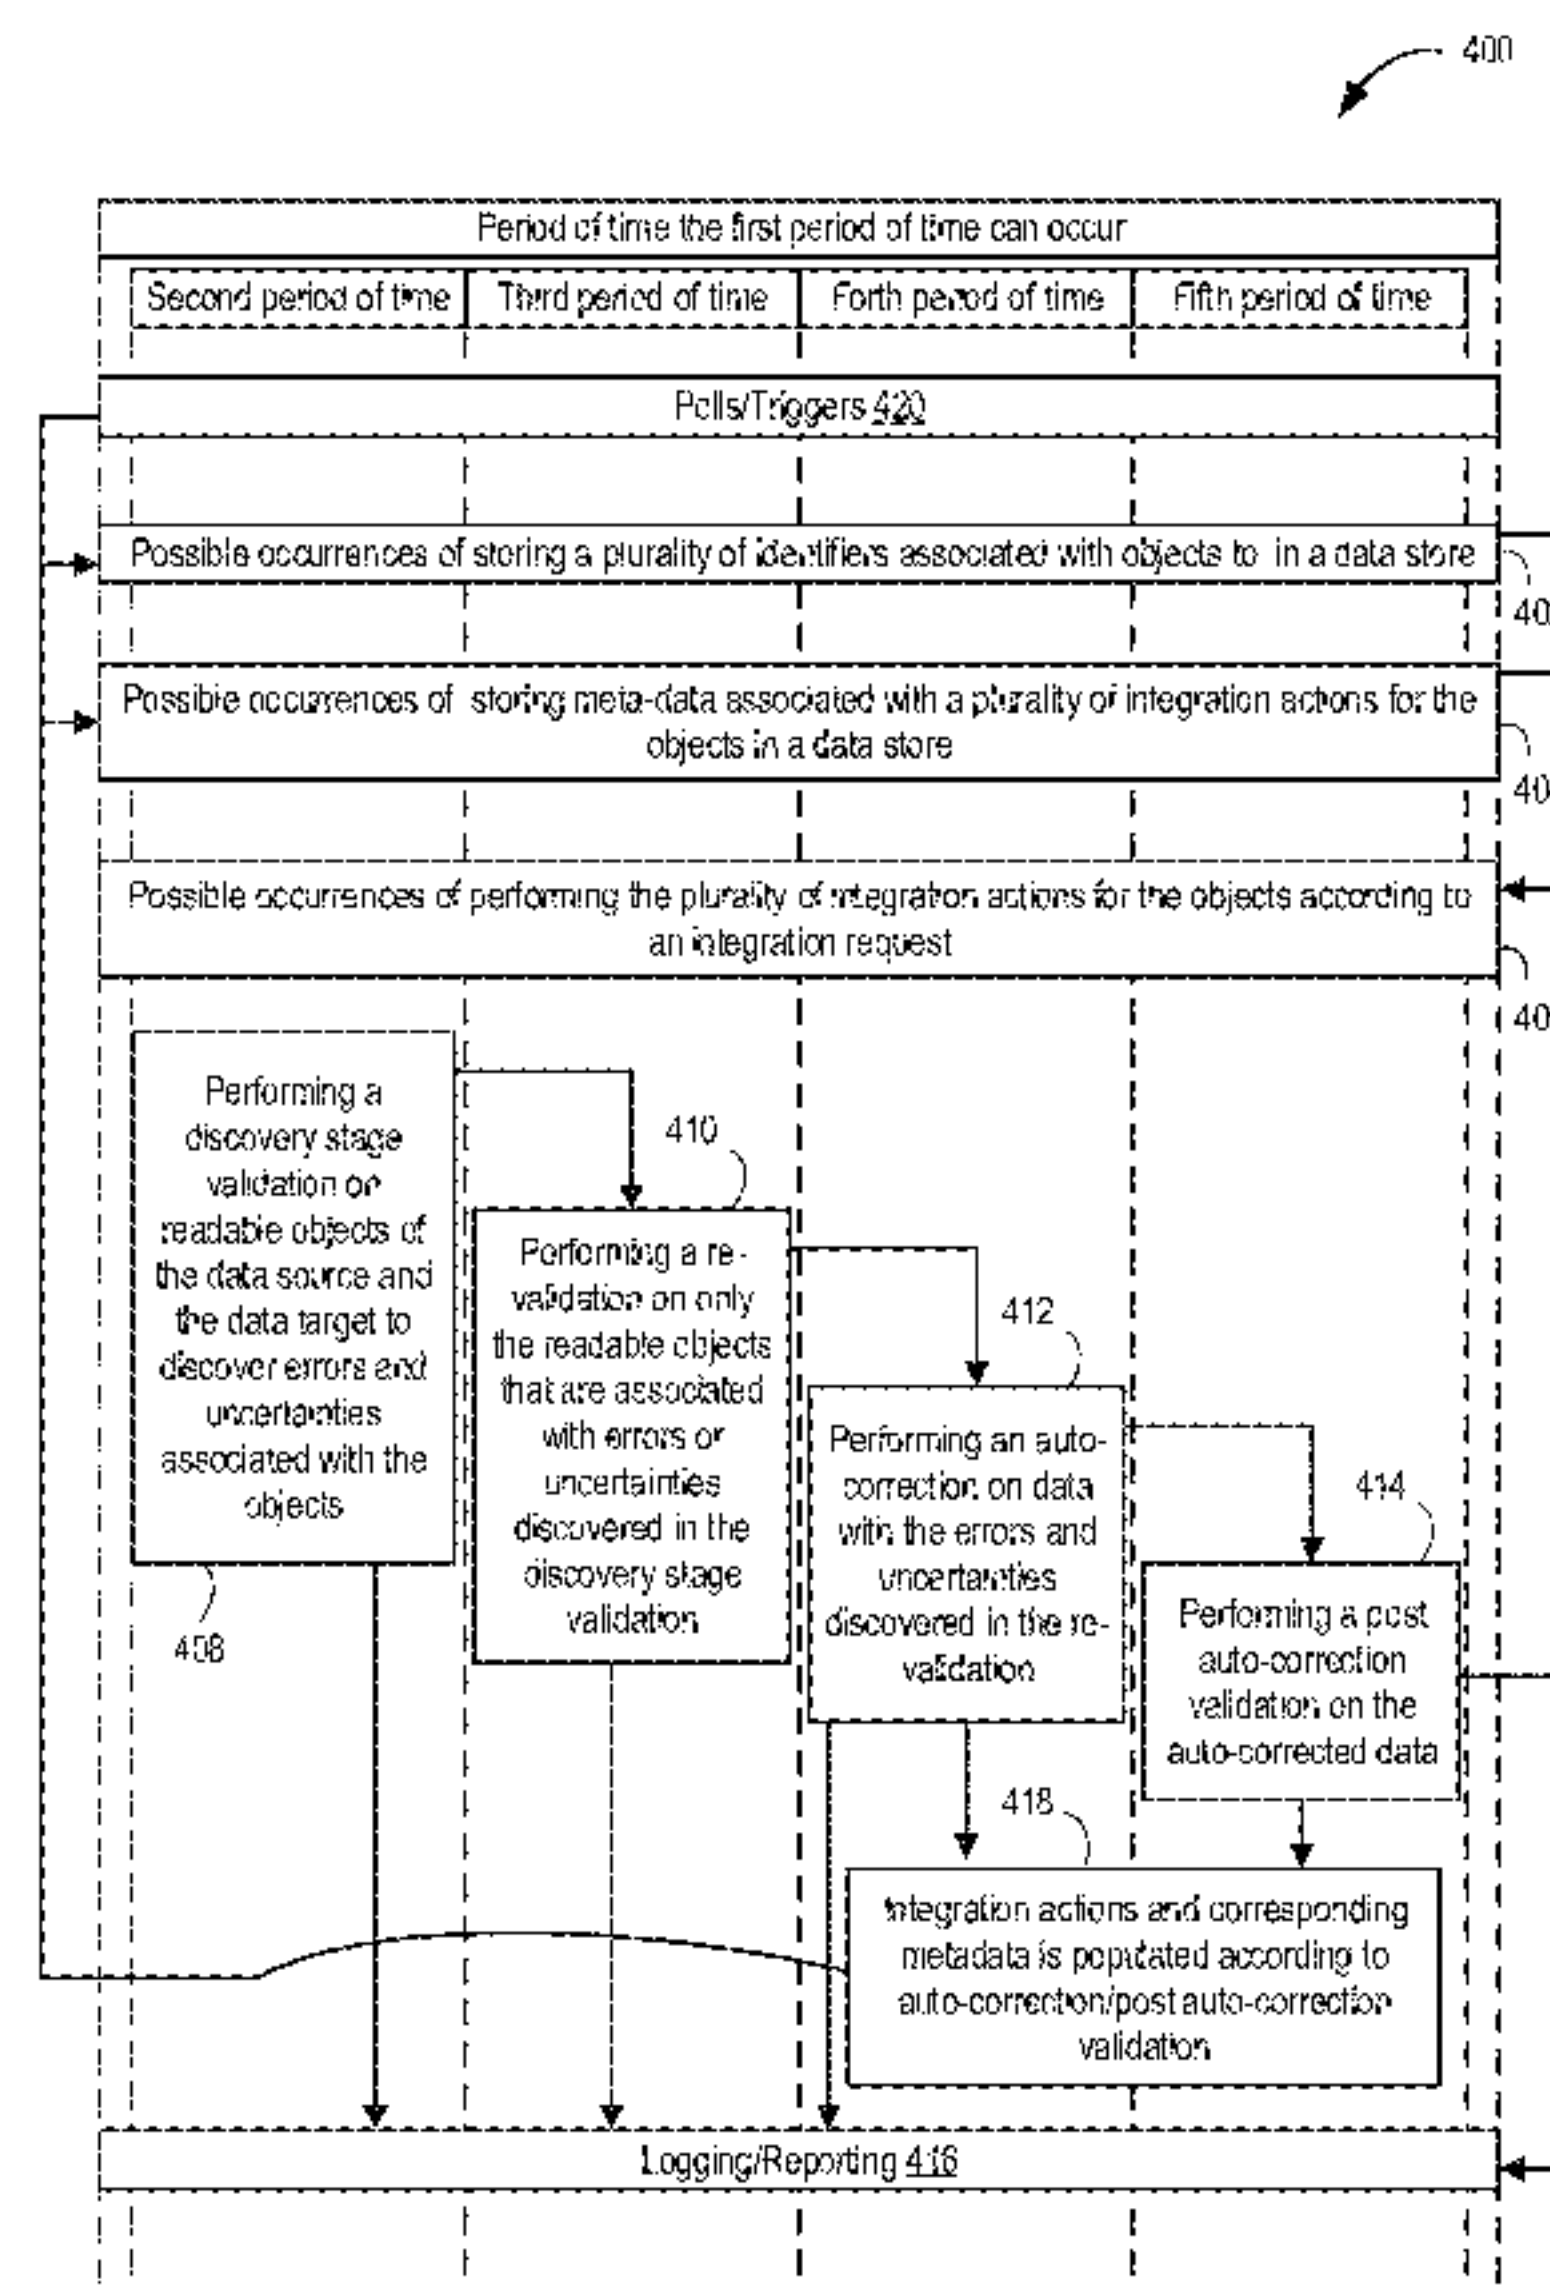 400
Period of time the first period of time can occur
Second period of time
Third period of time
Forth period of time
Fifth period of time
Polls/Triggers 420
Possible occurrences of storing a plurality of identifiers associated with objects to in a data store
40
Possible occurrences of storing meta-data associated with a plurality of integration actions for the
objects in a data store
40
Possible occurrences of performing the plurality of integration actions for the objects according to
an integration request
40
Performing a
discovery stage
validation on
readable objects of
the data source and
the data target to
discover errors and
uncertainties
associated with the
objects
408
410
Performing a re-
validation on only
the readable objects
that are associated
with errors or
uncertainties
discovered in the
discovery stage
validation
412
Performing an auto-
correction on data
with the errors and
uncertainties
discovered in the re-
validation
414
Performing a post
auto-correction
validation on the
auto-corrected data
418
Integration actions and corresponding
metadata is populated according to
auto-correction/post auto-correction
validation
Logging/Reporting 416